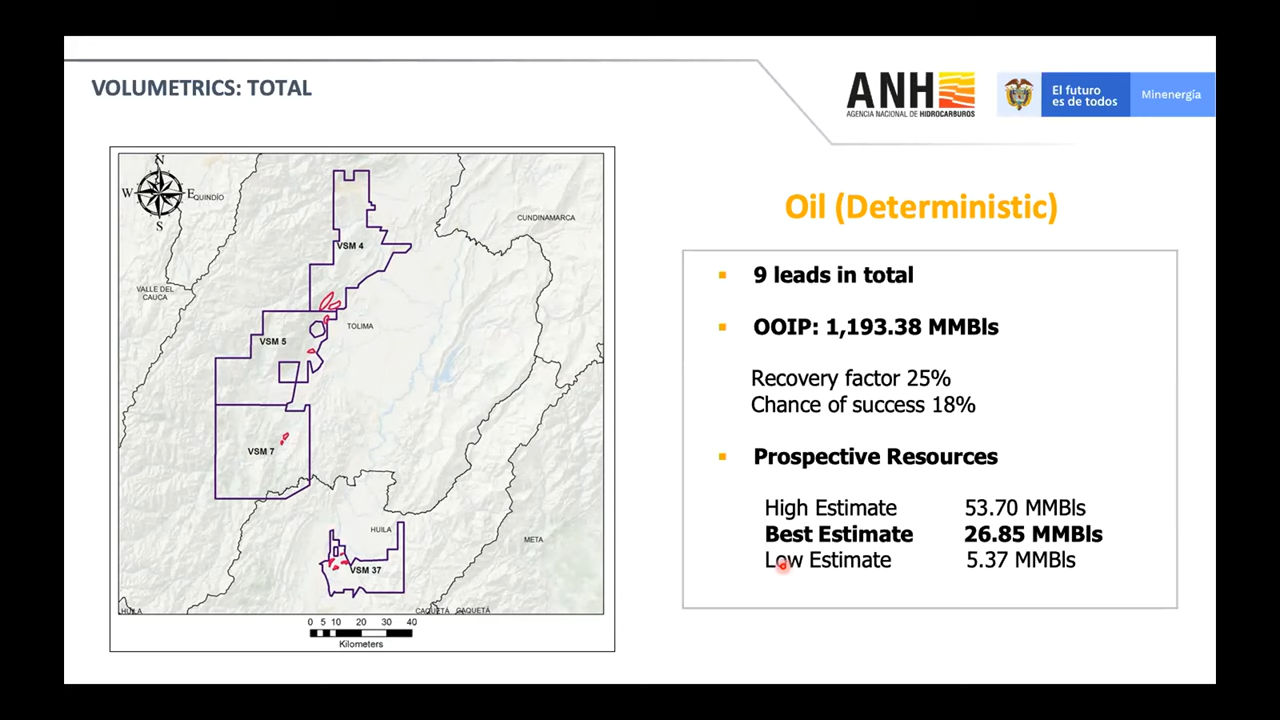 VOLUMETRICS: TOTAL
ANH
AGENCIA NACIONAL DE HIDROCARBUROS
El futuro
es de todos
Minenergía
N
W
E
S
QUINDÍO
CUNDINAMARCA
VSM 4
VALLE DEL
CAUCA
TOLIMA
VSM 5
VSM 7
HUILA
META
VSM 37
HUILA
CAQUETÁ
CAQUETÁ
0 5 10 20 30 40
Kilometers
Oil (Deterministic)
9 leads in total
OOIP: 1,193.38 MMBls
Recovery factor 25%
Chance of success 18%
Prospective Resources
High Estimate 53.70 MMBls
Best Estimate 26.85 MMBls
Low Estimate 5.37 MMBls